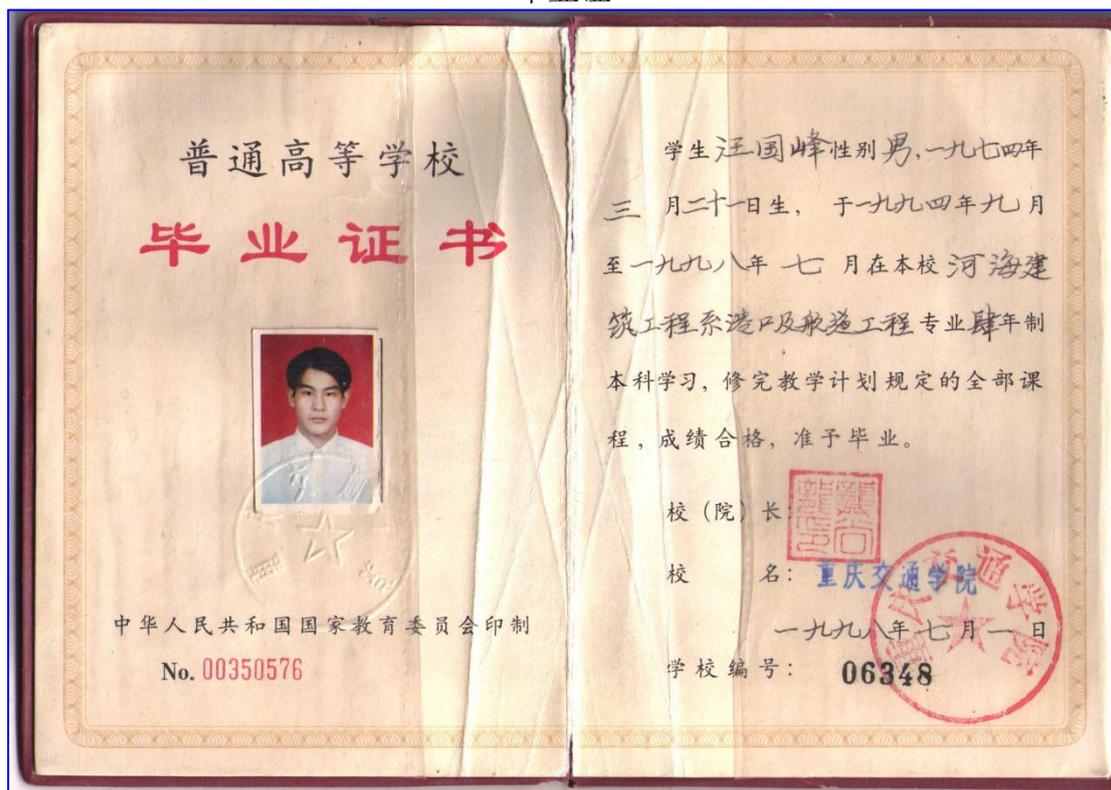 普通高等学校
毕业证书
中华人民共和国国家教育委员会印制
No. 00350576
学生汪国峰性别男,一九七四年
三月二十一日生, 于一九九四年九月
至一九九八年七月在本校河海建
筑工程系港口及航道工程专业肆年制
本科学习,修完教学计划规定的全部课
程,成绩合格,准予毕业。
校(院)长:
校 名: 重庆交通学院
一九九八年七月一日
学校编号: 06348
重庆交通学院